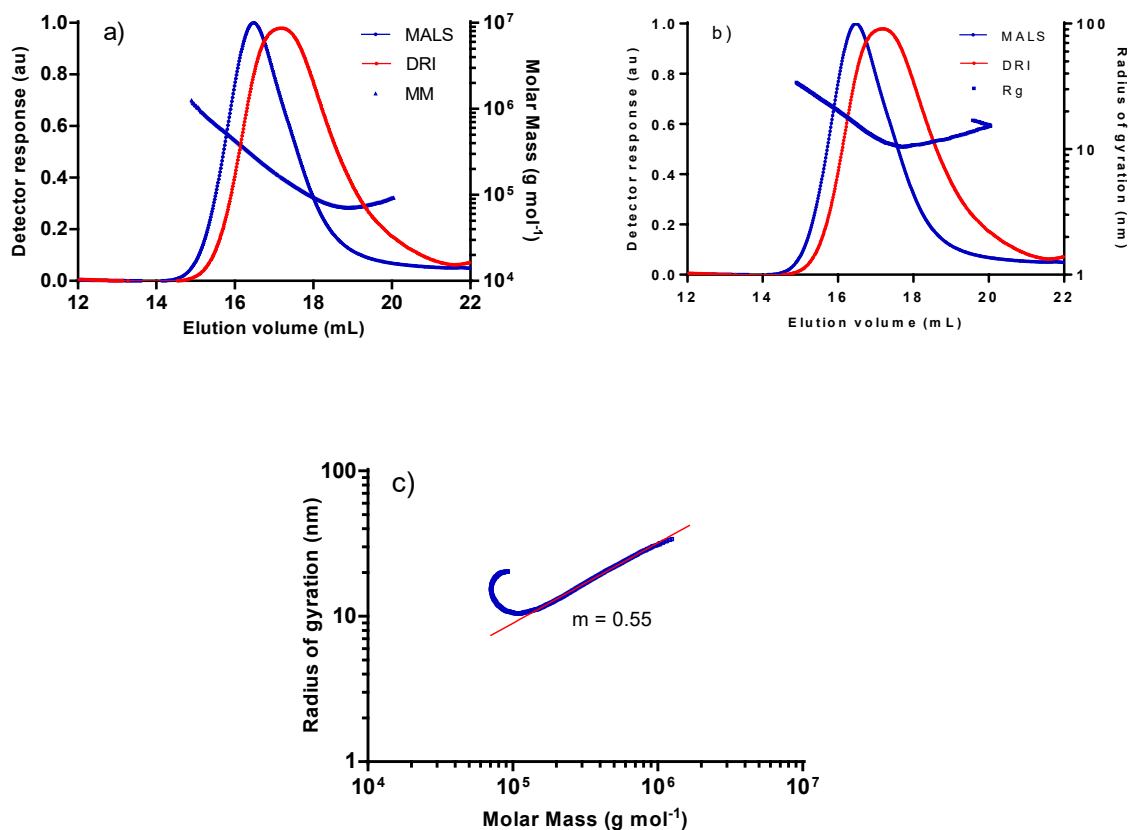 a)
MALS
DRI
MM
Detector response (au)
1.0
0.8
0.6
0.4
0.2
0.0
12 14 16 18 20 22
Elution volume (mL)
10⁷
10⁶
10⁵
10⁴
Molar Mass (g mol⁻¹)
b)
MALS
DRI
Rg
Detector response (au)
1.0
0.8
0.6
0.4
0.2
0.0
12 14 16 18 20 22
Elution volume (mL)
100
10
1
Radius of gyration (nm)
c)
m = 0.55
Radius of gyration (nm)
100
10
1
10⁴ 10⁵ 10⁶ 10⁷
Molar Mass (g mol⁻¹)